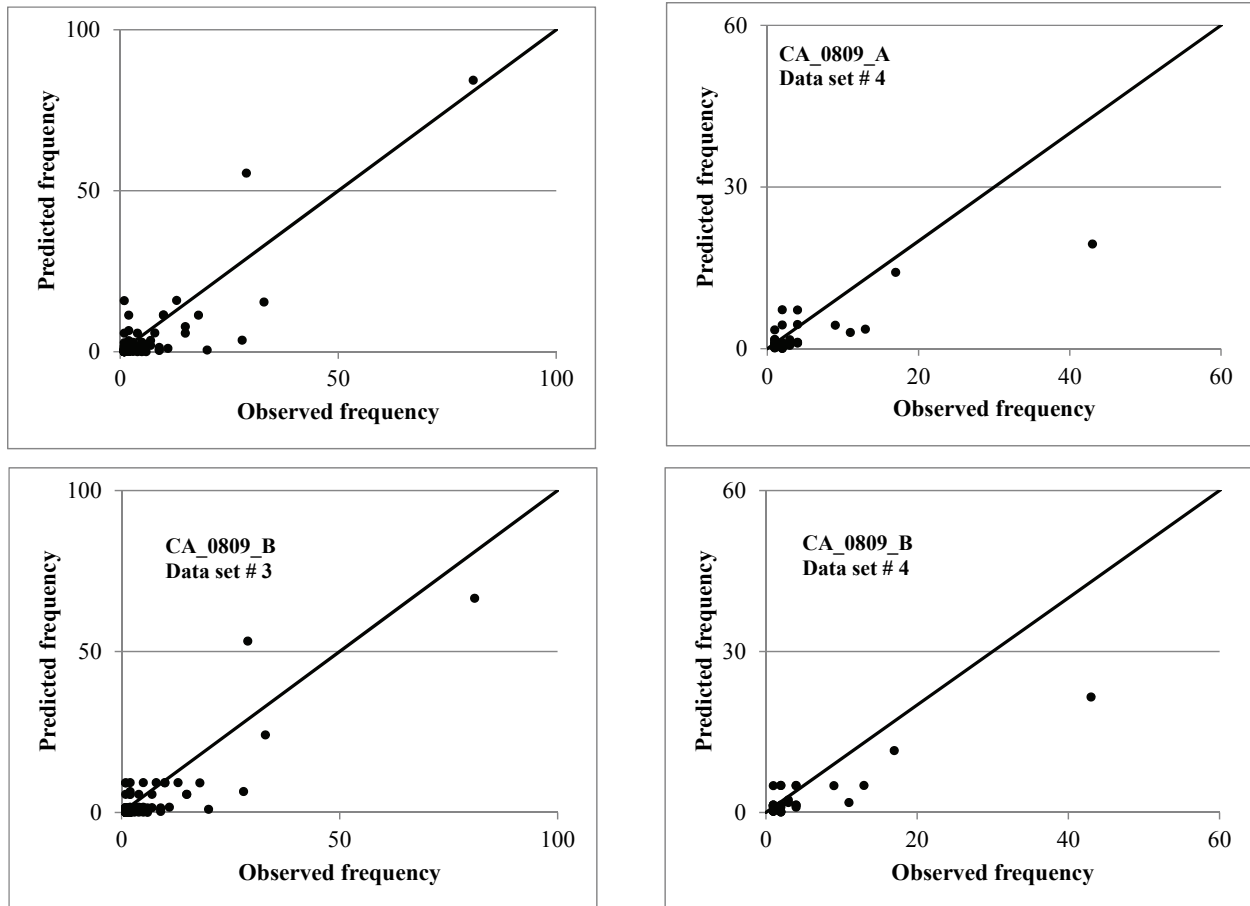 100
50
0
0
50
100
Predicted frequency
Observed frequency
60
30
0
0
20
40
60
CA_0809_A
Data set # 4
Predicted frequency
Observed frequency
100
50
0
0
50
100
CA_0809_B
Data set # 3
Predicted frequency
Observed frequency
60
30
0
0
20
40
60
CA_0809_B
Data set # 4
Predicted frequency
Observed frequency